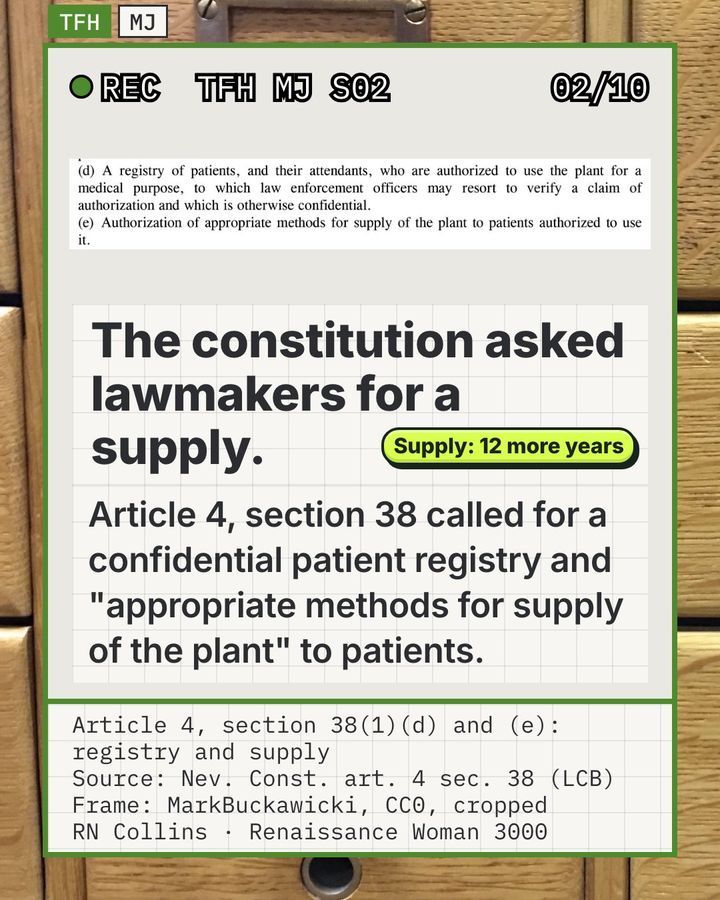 TFH MJ
REC TFH MJ S02 02/10
(d) A registry of patients, and their attendants, who are authorized to use the plant for a
medical purpose, to which law enforcement officers may resort to verify a claim of
authorization and which is otherwise confidential.
(e) Authorization of appropriate methods for supply of the plant to patients authorized to use
it.
The constitution asked
lawmakers for a
supply.
Supply: 12 more years
Article 4, section 38 called for a
confidential patient registry and
"appropriate methods for supply
of the plant" to patients.
Article 4, section 38(1)(d) and (e):
registry and supply
Source: Nev. Const. art. 4 sec. 38 (LCB)
Frame: MarkBuckawicki, CC0, cropped
RN Collins · Renaissance Woman 3000